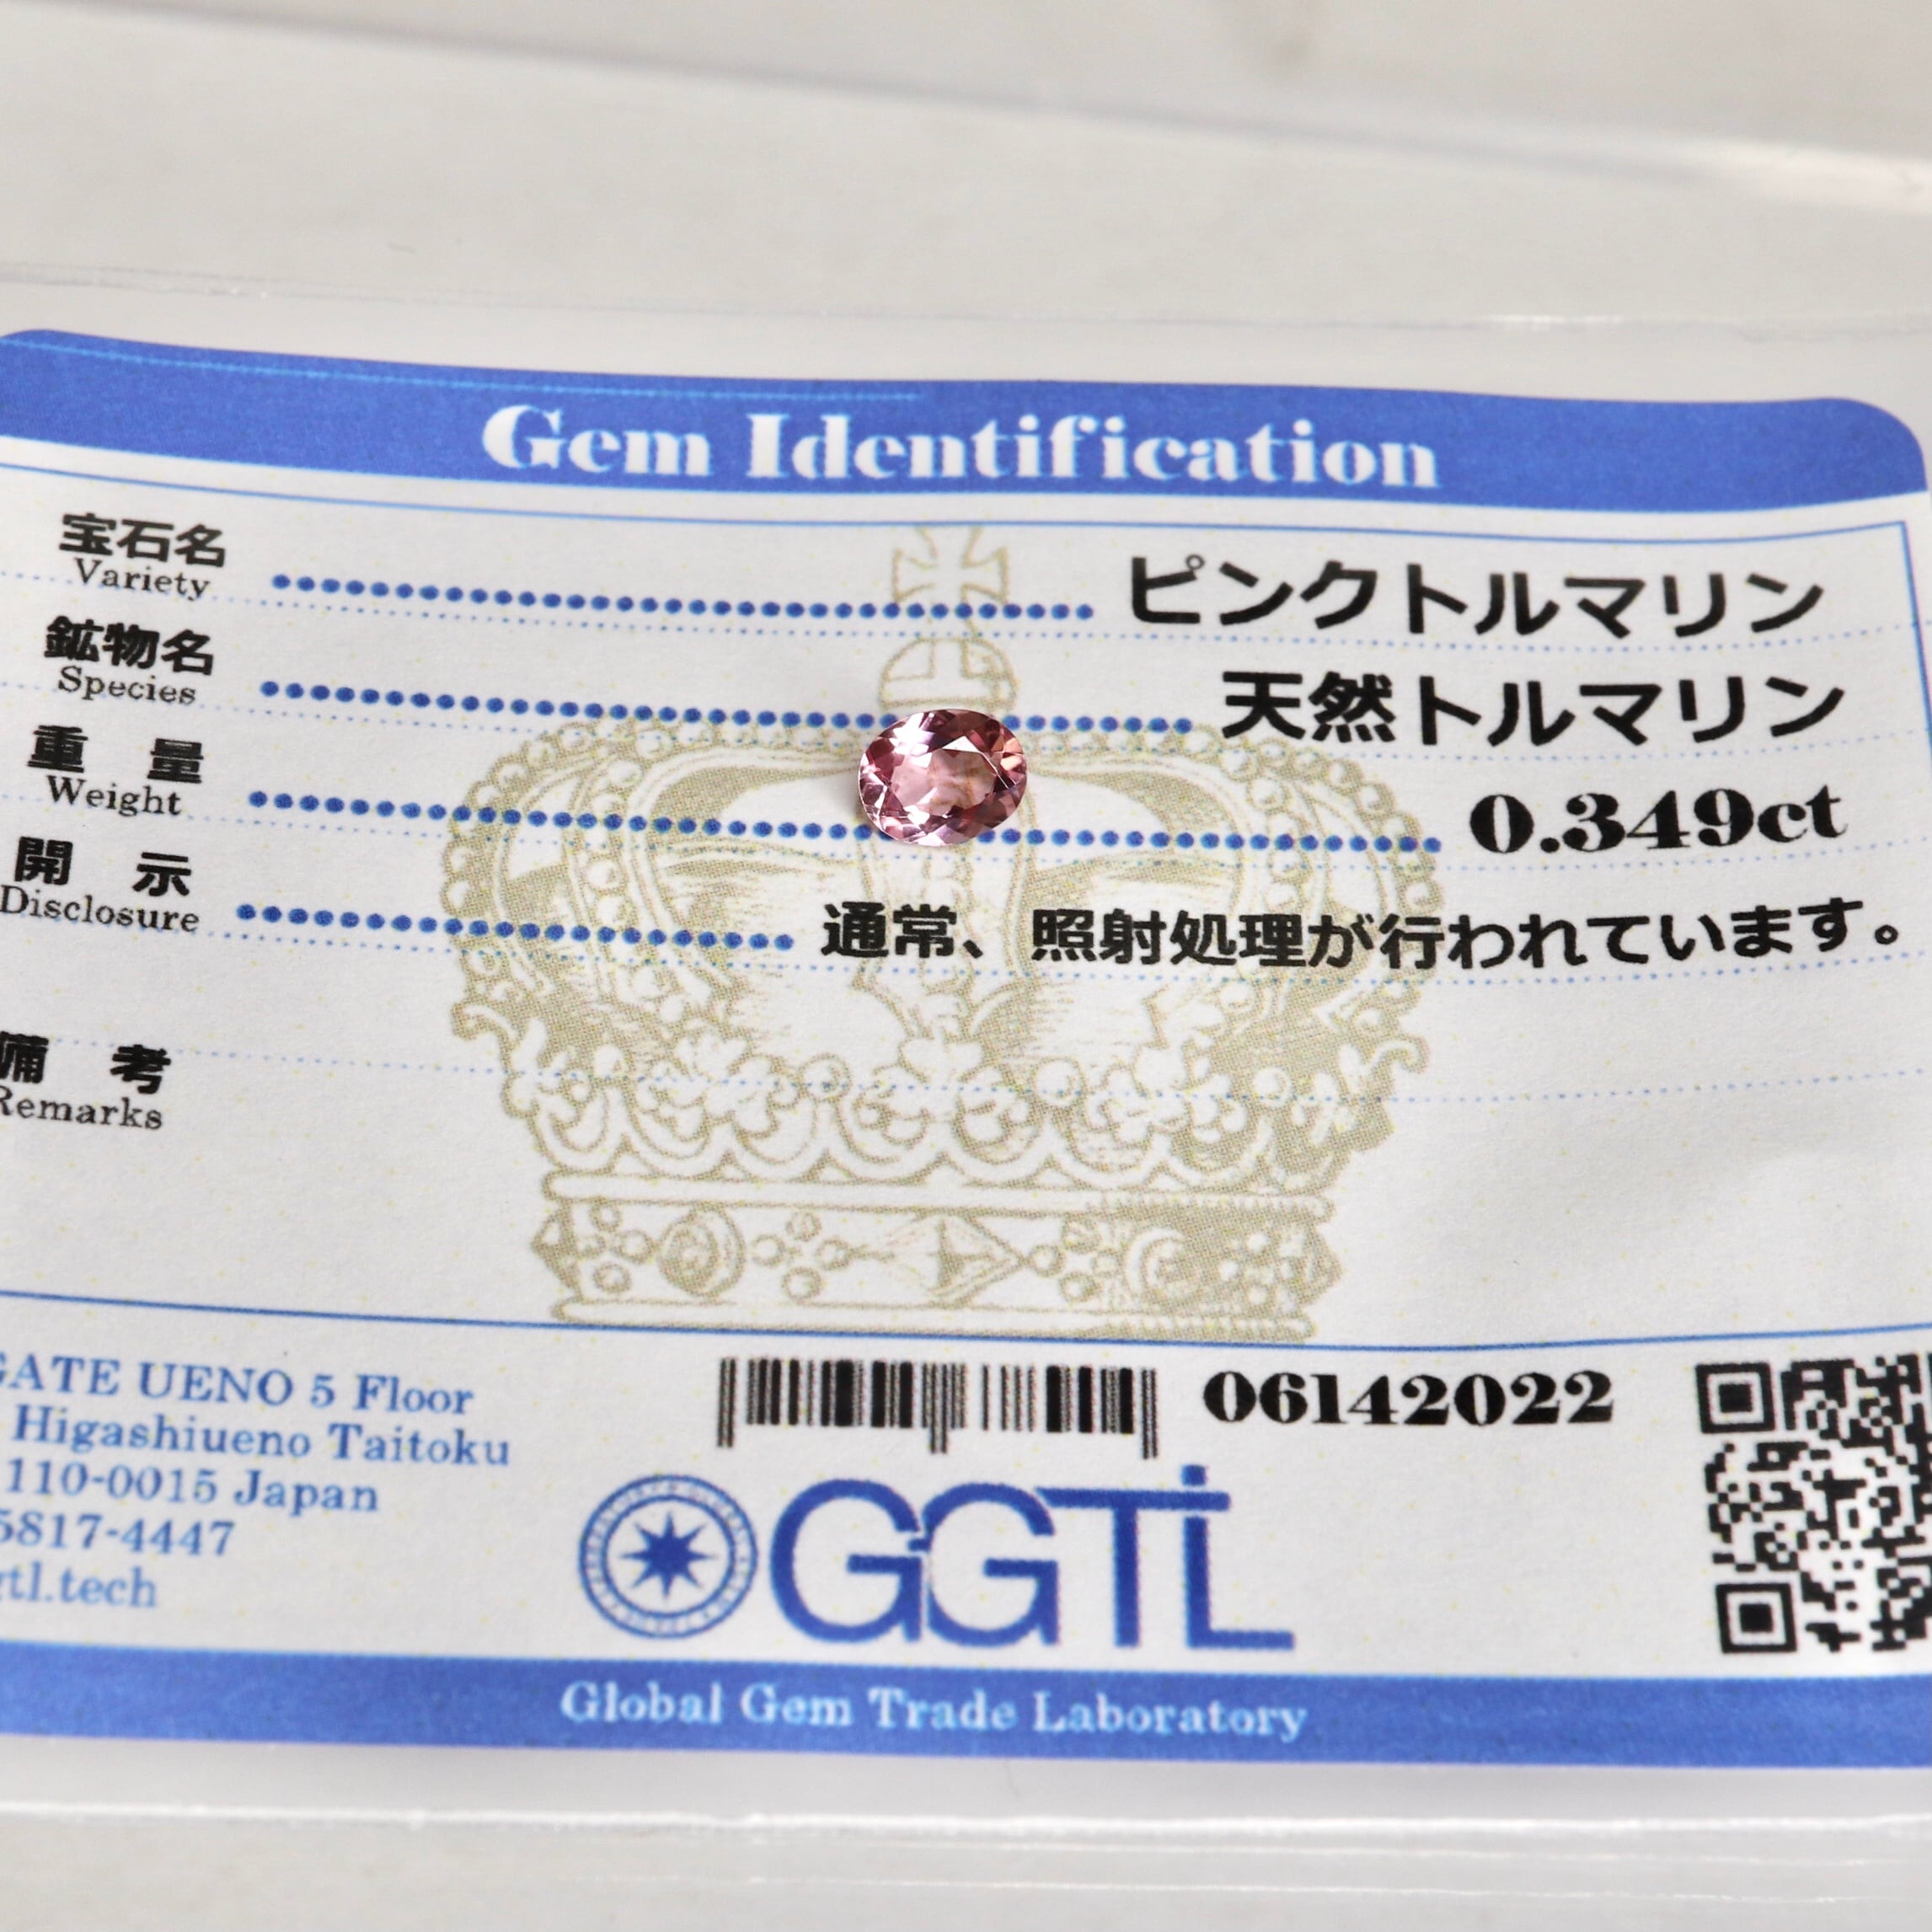 Gem Identification
宝石名 ピンクトルマリン
Variety
鉱物名 天然トルマリン
Species
重 量 0.349ct
Weight
開 示 通常、照射処理が行われています。
Disclosure
備 考
Remarks
GATE UENO 5 Floor
Higashiueno Taitoku
110-0015 Japan
5817-4447
gtl.tech
06142022
GGTL
Global Gem Trade Laboratory